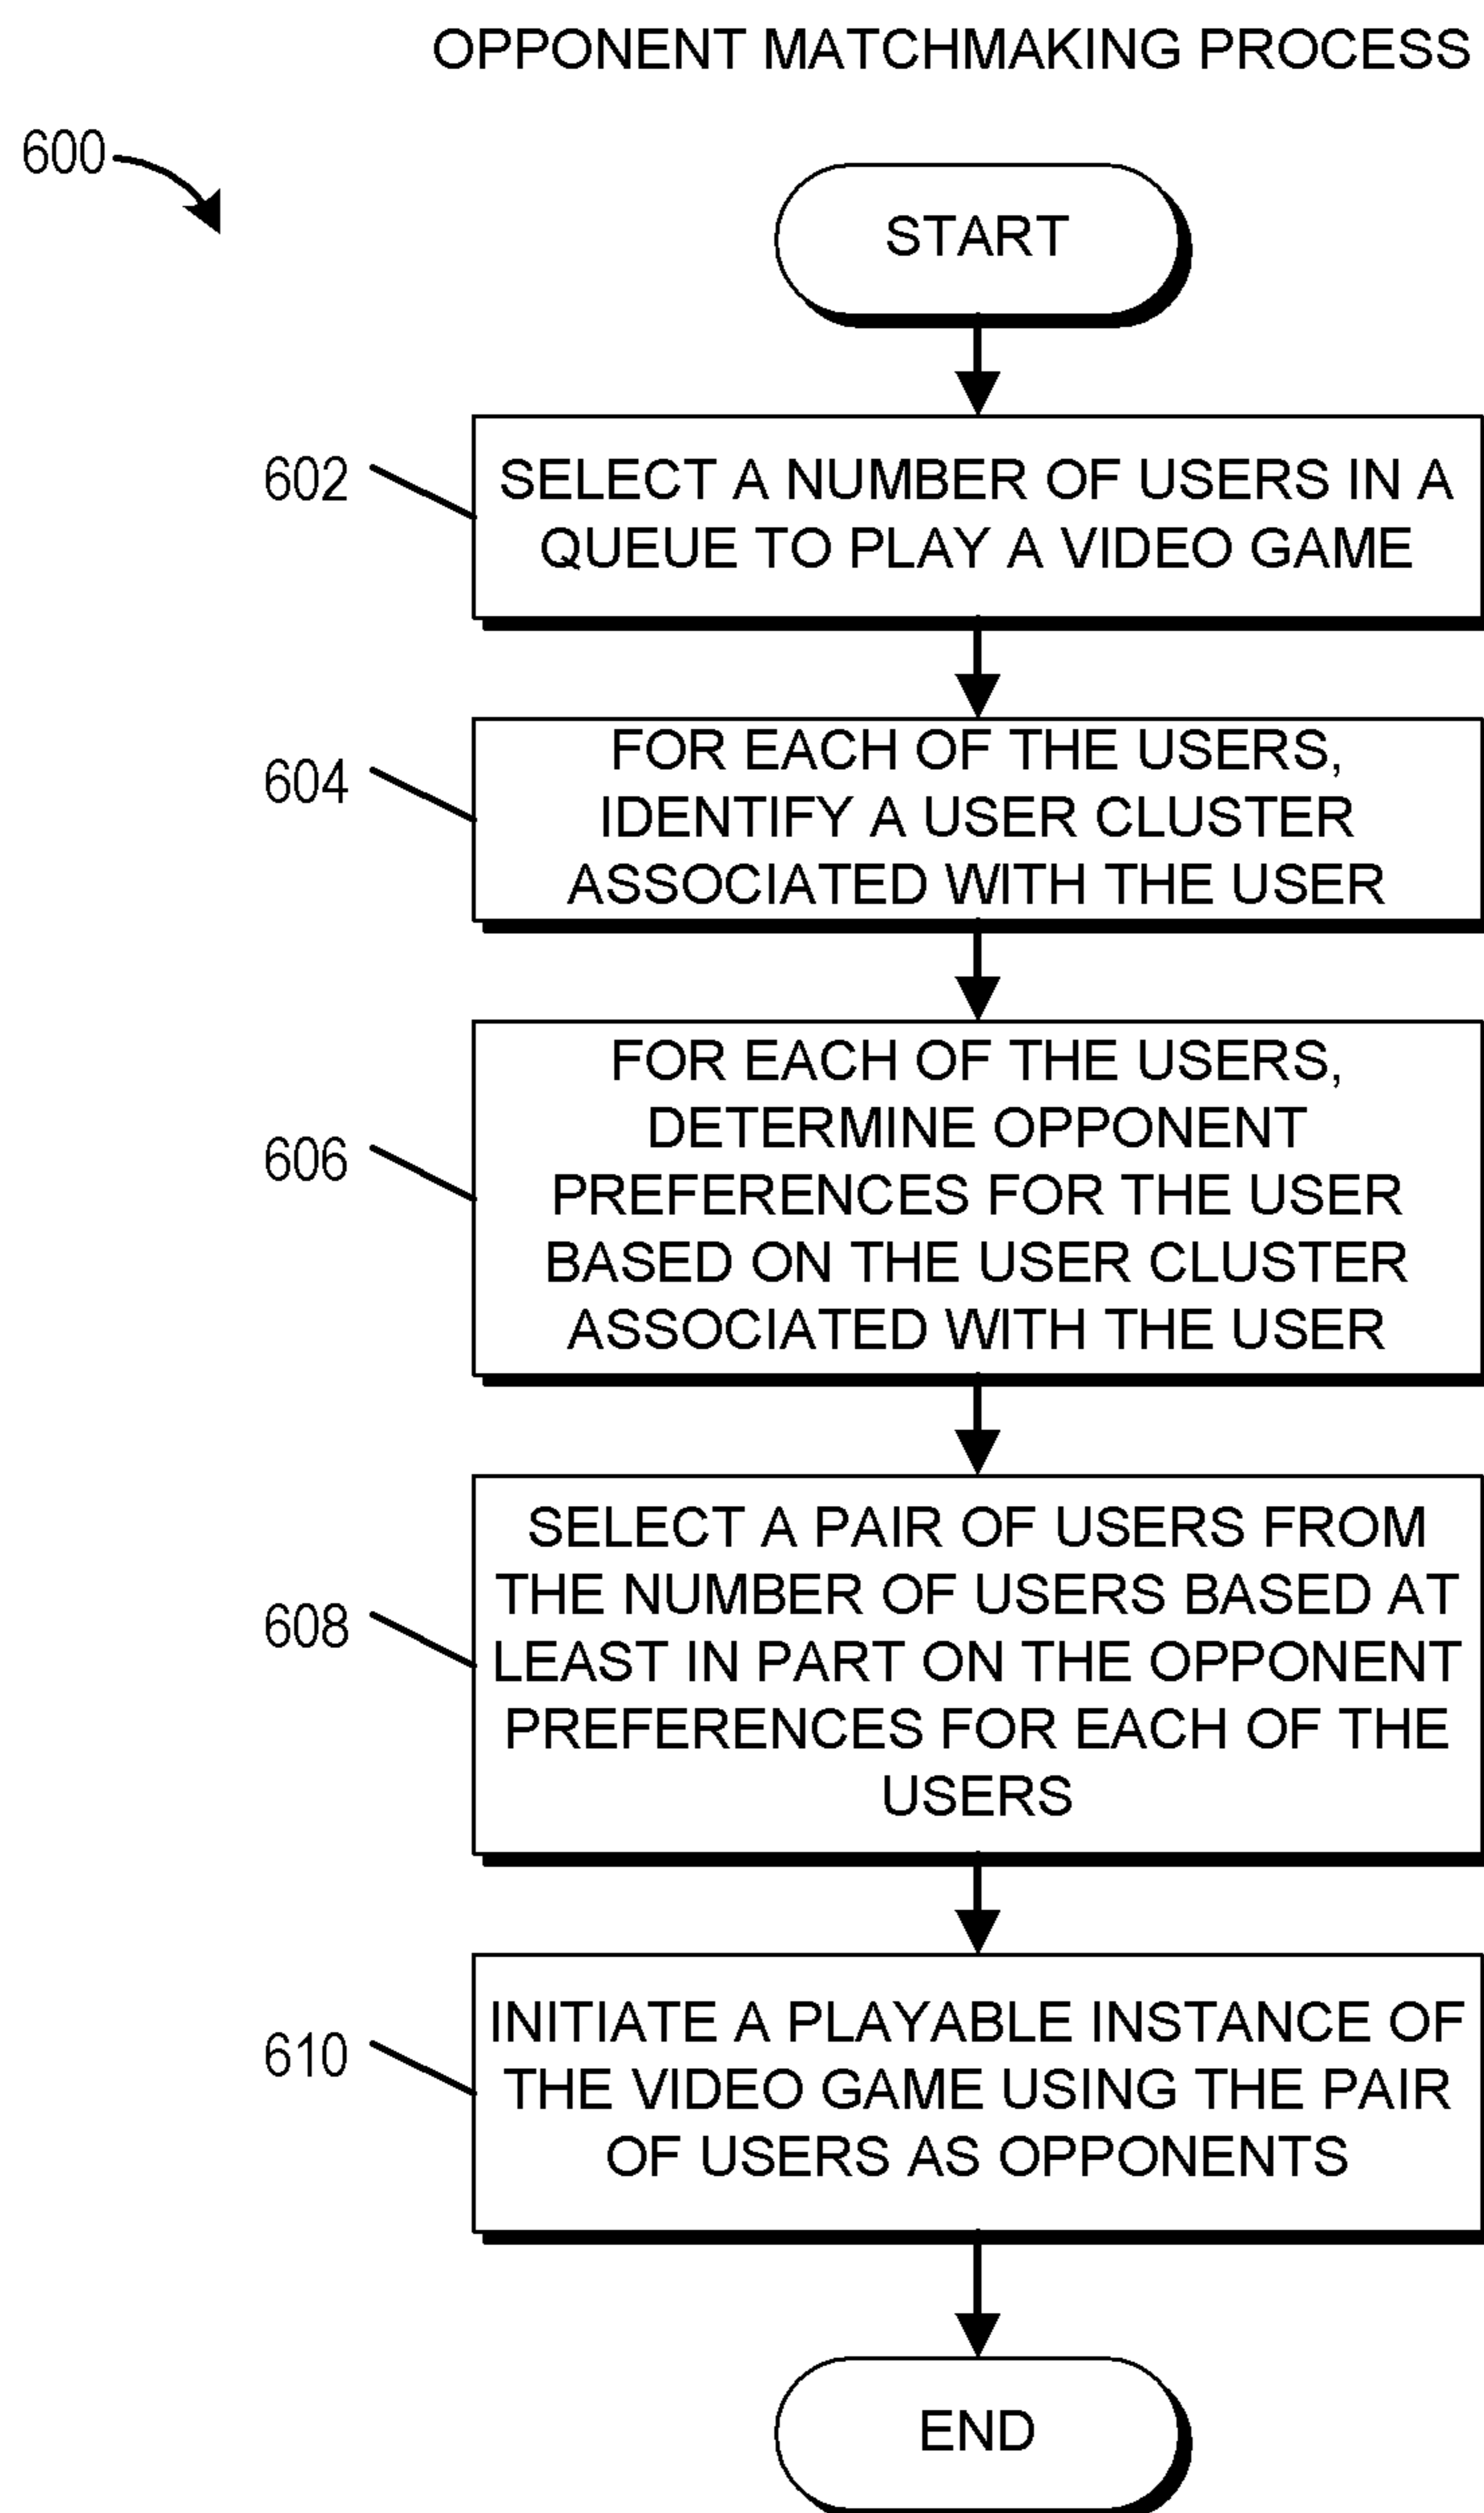 OPPONENT MATCHMAKING PROCESS
600
START
602
SELECT A NUMBER OF USERS IN A
QUEUE TO PLAY A VIDEO GAME
604
FOR EACH OF THE USERS,
IDENTIFY A USER CLUSTER
ASSOCIATED WITH THE USER
606
FOR EACH OF THE USERS,
DETERMINE OPPONENT
PREFERENCES FOR THE USER
BASED ON THE USER CLUSTER
ASSOCIATED WITH THE USER
608
SELECT A PAIR OF USERS FROM
THE NUMBER OF USERS BASED AT
LEAST IN PART ON THE OPPONENT
PREFERENCES FOR EACH OF THE
USERS
610
INITIATE A PLAYABLE INSTANCE OF
THE VIDEO GAME USING THE PAIR
OF USERS AS OPPONENTS
END